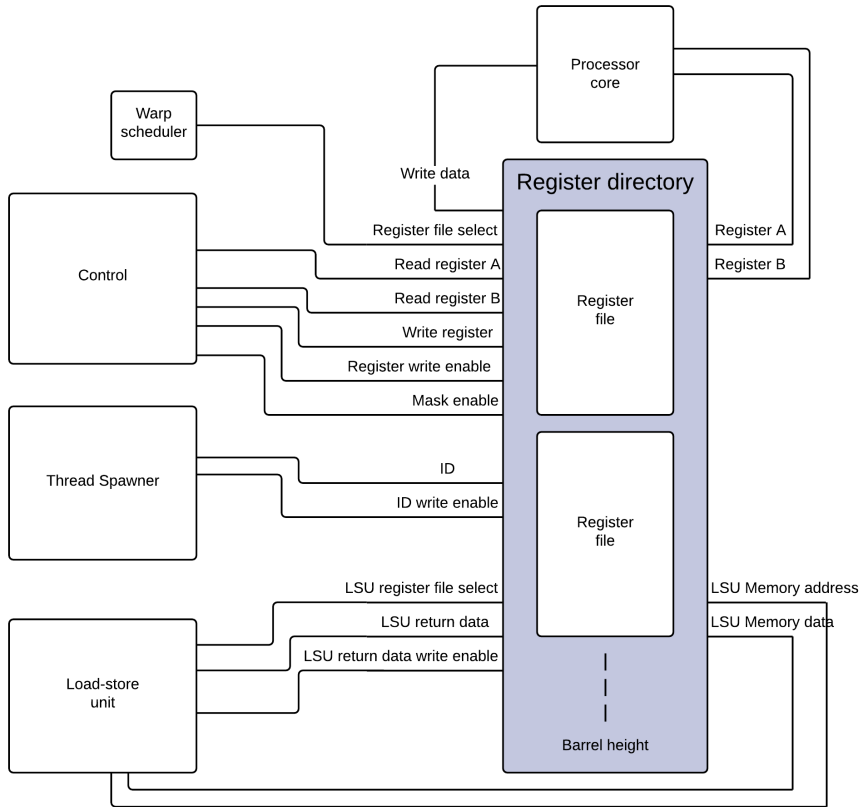 Processor
core
Warp
scheduler
Write data
Register directory
Register file select
Register A
Read register A
Register B
Control
Read register B
Register
file
Write register
Register write enable
Mask enable
Thread Spawner
ID
ID write enable
Register
file
LSU register file select
LSU Memory address
LSU return data
LSU Memory data
LSU return data write enable
Load-store
unit
Barrel height